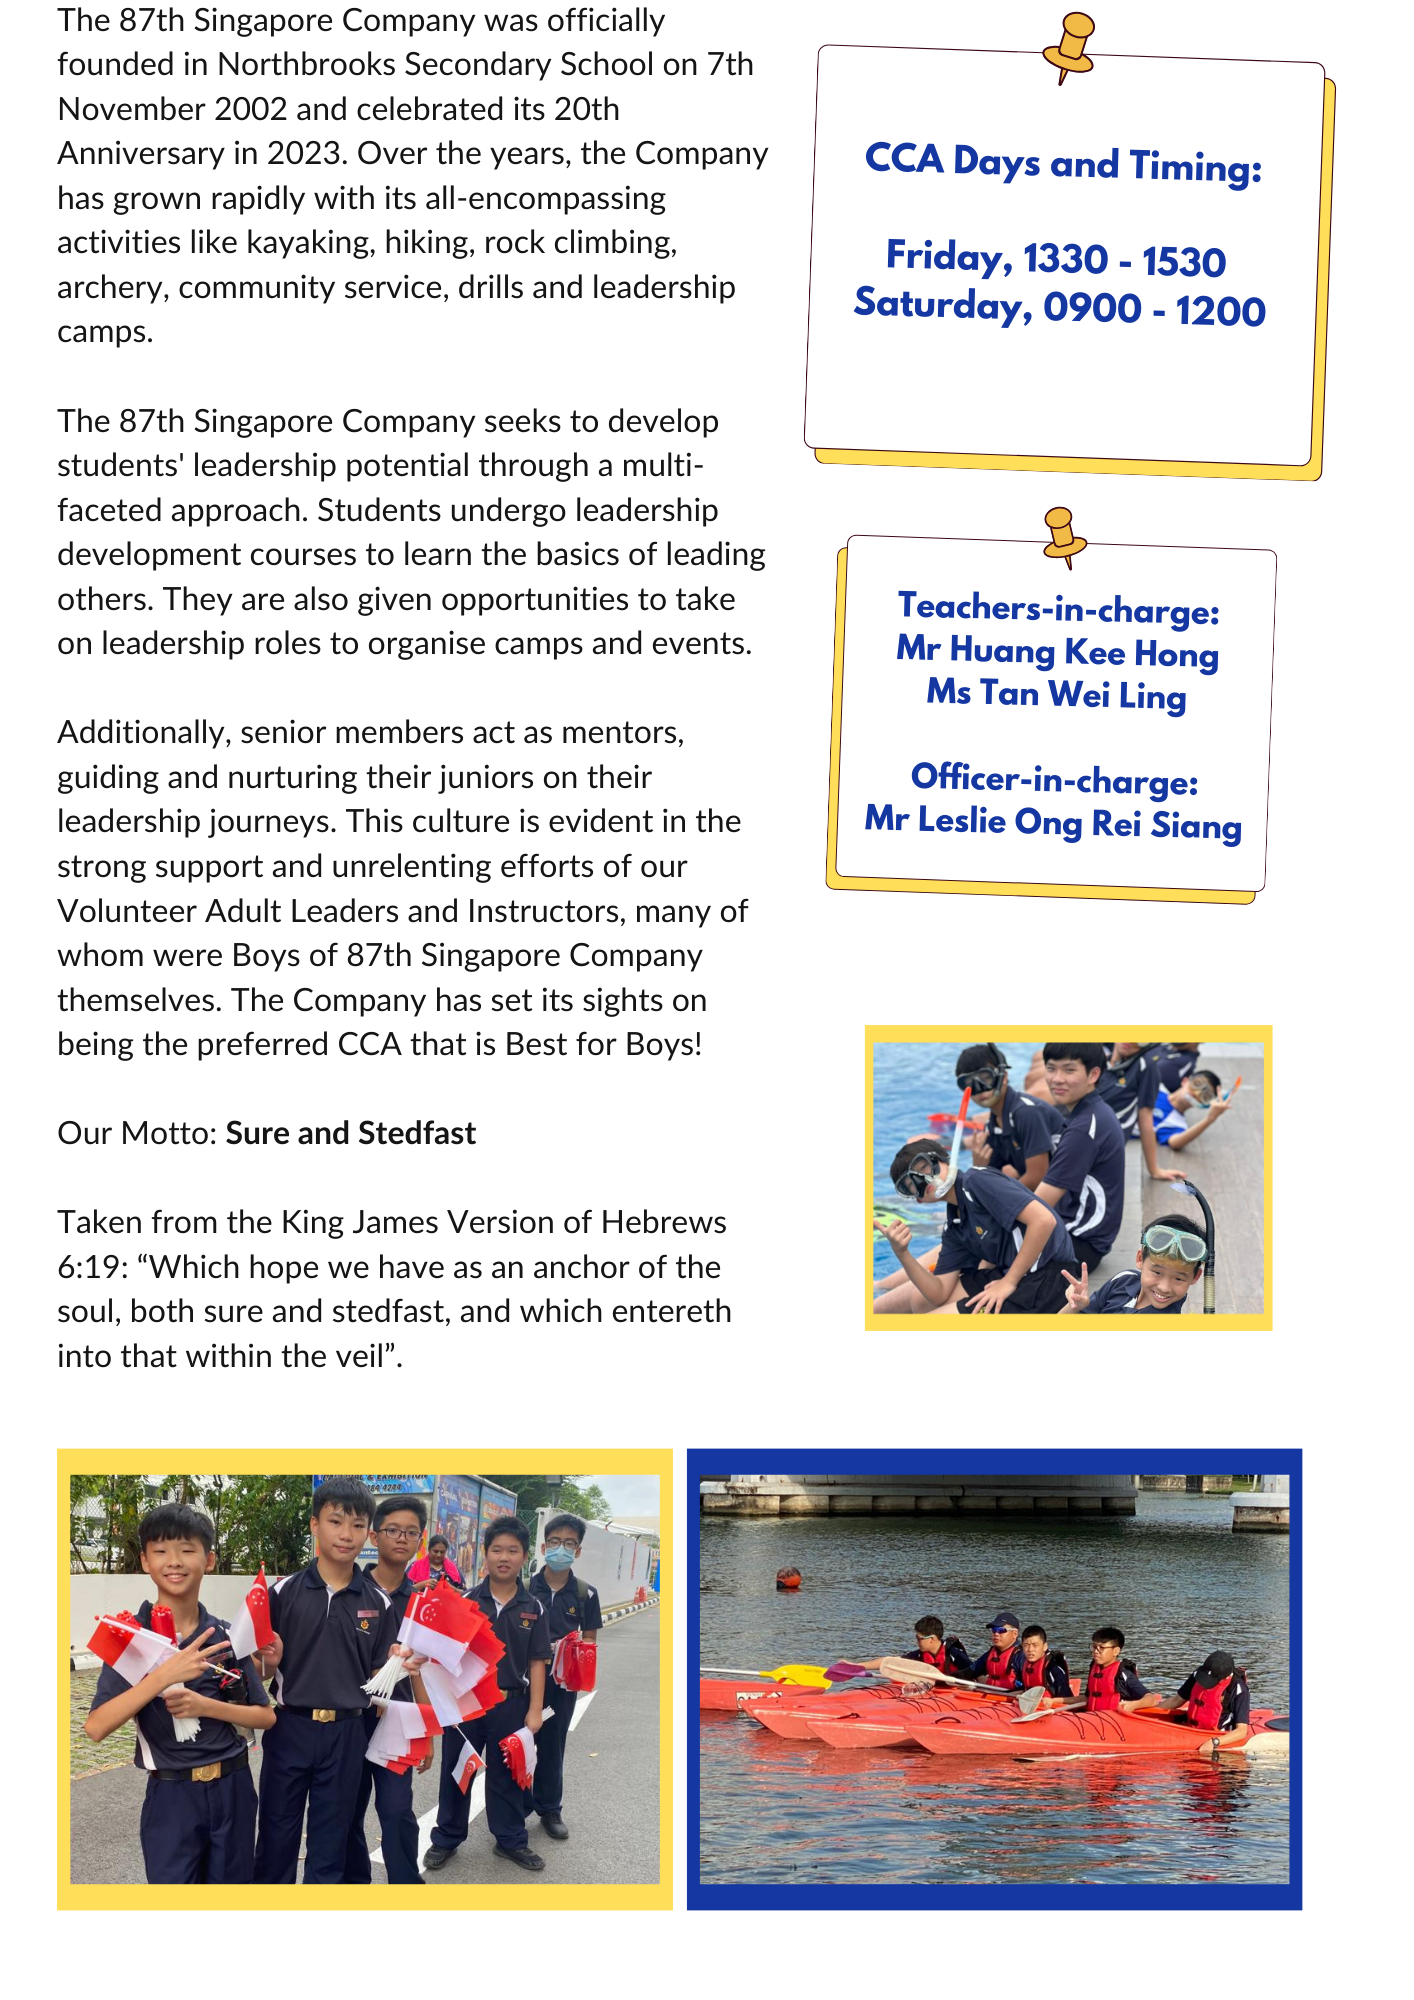 The 87th Singapore Company was officially
founded in Northbrooks Secondary School on 7th
November 2002 and celebrated its 20th
Anniversary in 2023. Over the years, the Company
has grown rapidly with its all-encompassing
activities like kayaking, hiking, rock climbing,
archery, community service, drills and leadership
camps.
The 87th Singapore Company seeks to develop
students' leadership potential through a multi-
faceted approach. Students undergo leadership
development courses to learn the basics of leading
others. They are also given opportunities to take
on leadership roles to organise camps and events.
Additionally, senior members act as mentors,
guiding and nurturing their juniors on their
leadership journeys. This culture is evident in the
strong support and unrelenting efforts of our
Volunteer Adult Leaders and Instructors, many of
whom were Boys of 87th Singapore Company
themselves. The Company has set its sights on
being the preferred CCA that is Best for Boys!
Our Motto: Sure and Stedfast
Taken from the King James Version of Hebrews
6:19: “Which hope we have as an anchor of the
soul, both sure and stedfast, and which entereth
into that within the veil”.
CCA Days and Timing:
Friday, 1330 - 1530
Saturday, 0900 - 1200
Teachers-in-charge:
Mr Huang Kee Hong
Ms Tan Wei Ling
Officer-in-charge:
Mr Leslie Ong Rei Siang
& EXHIBITION
4244